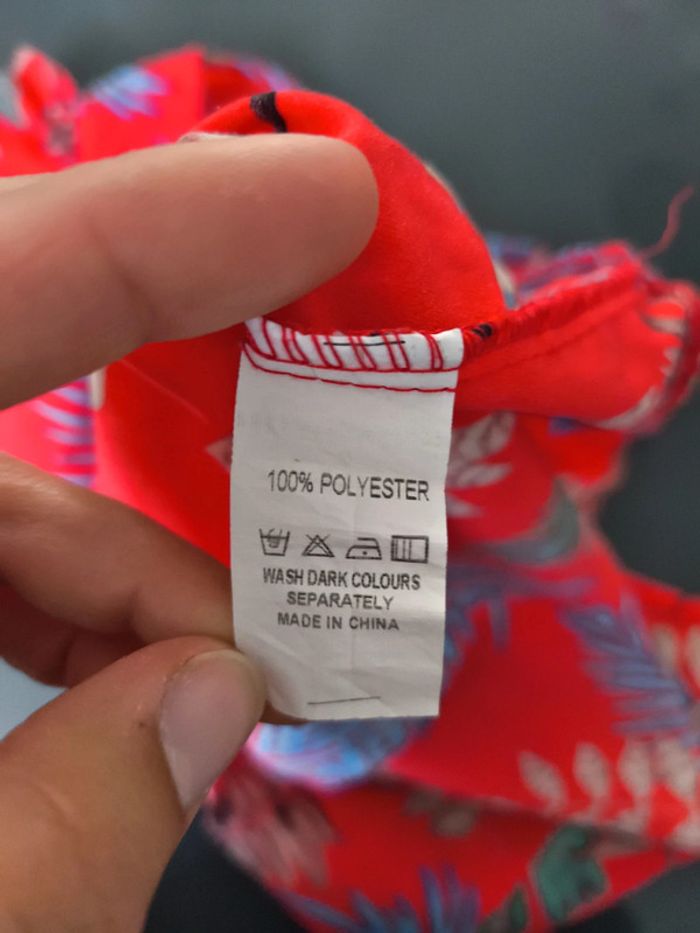 100% POLYESTER
WASH DARK COLOURS
SEPARATELY
MADE IN CHINA